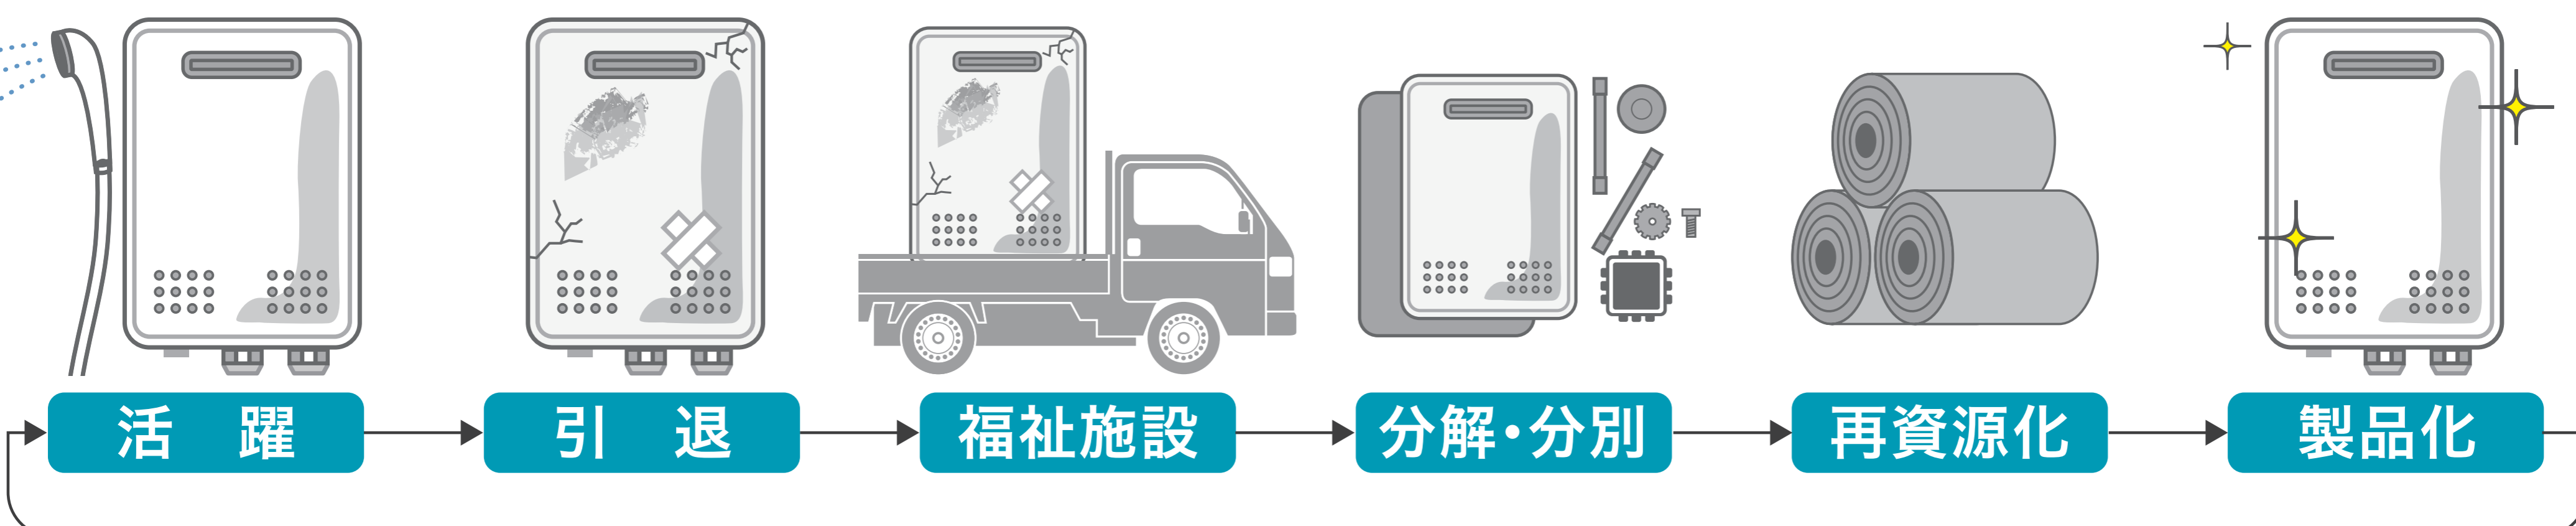 活　躍
引　退
福祉施設
分解・分別
再資源化
製品化